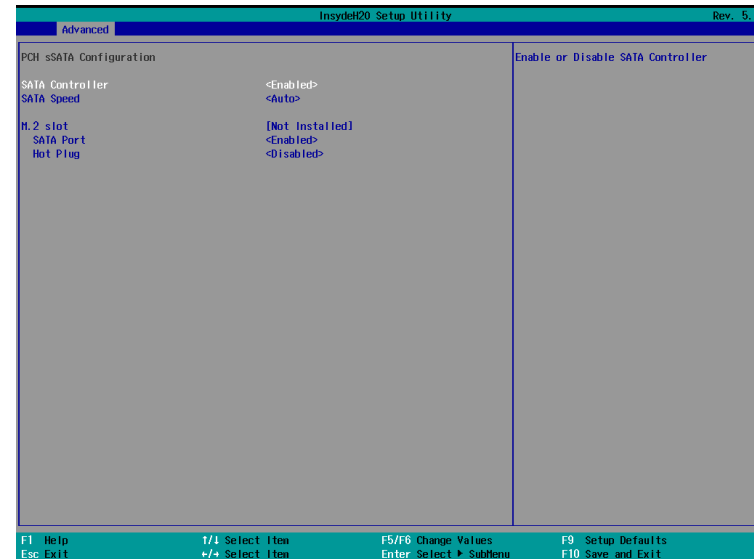 InsydeH20 Setup Utility Rev. 5.
Advanced
PCH sSATA Configuration Enable or Disable SATA Controller
SATA Controller <Enabled>
SATA Speed <Auto>
M.2 slot [Not Installed]
SATA Port <Enabled>
Hot Plug <Disabled>
F1 Help ↑/↓ Select Item F5/F6 Change Values F9 Setup Defaults
Esc Exit ←/→ Select Item Enter Select ▶ SubMenu F10 Save and Exit